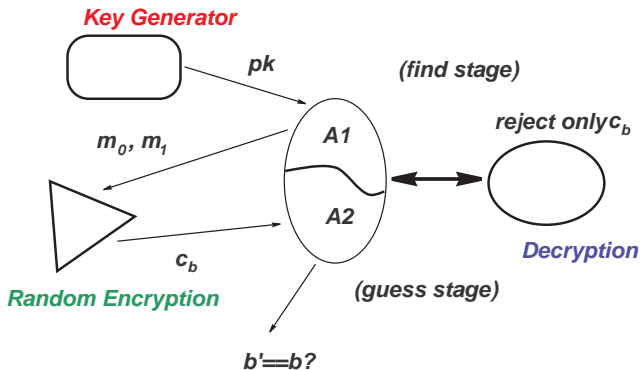 Key Generator
pk
(find stage)
m0, m1
A1
reject only cb
A2
cb
Decryption
Random Encryption
(guess stage)
b'==b?